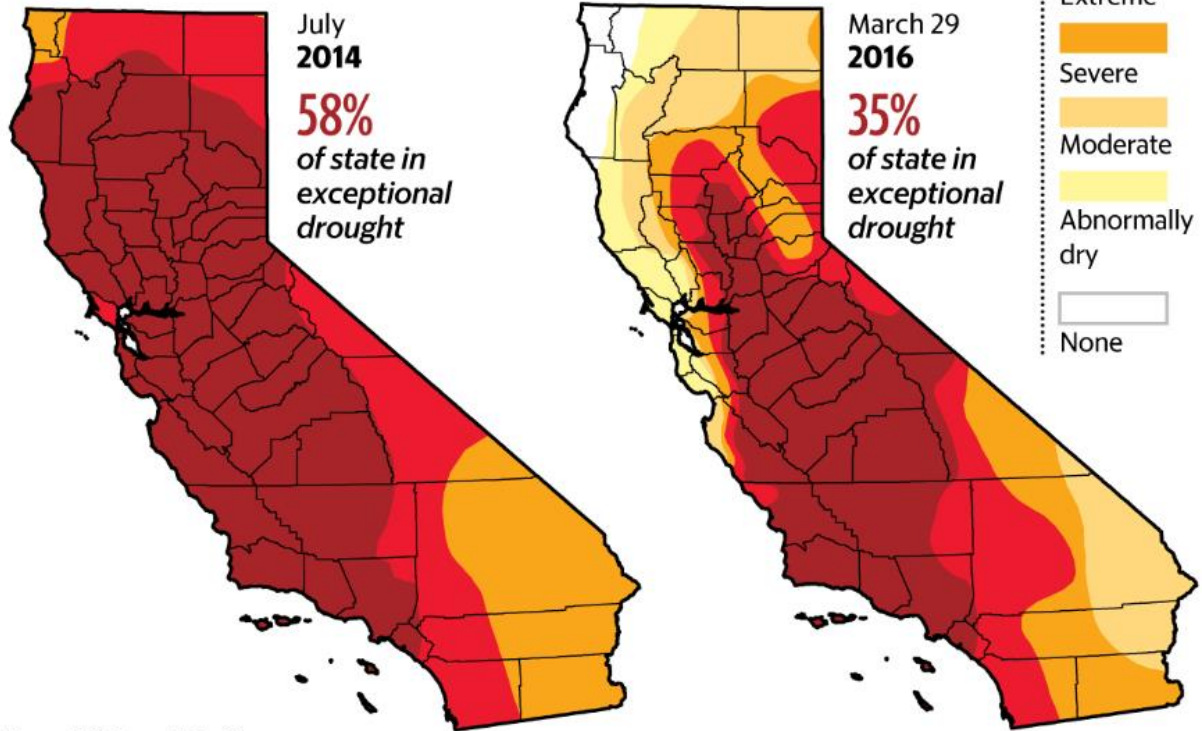 July
2014
58%
of state in
exceptional
drought
March 29
2016
35%
of state in
exceptional
drought
Extreme
Severe
Moderate
Abnormally
dry
None